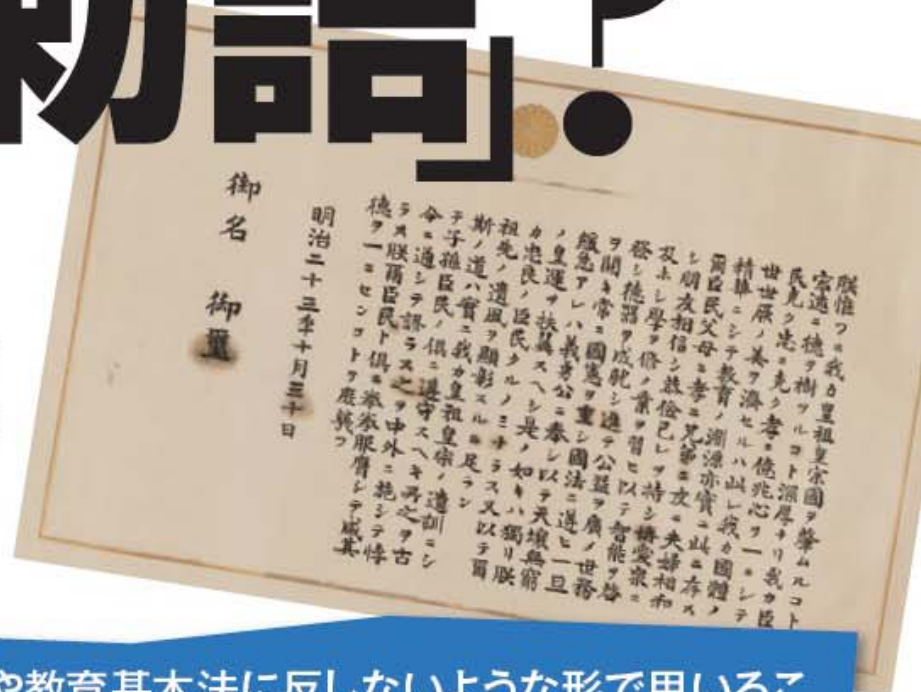 勅語」?
朕惟フニ我カ皇祖皇宗國ヲ肇ムルコト
宏遠ニ德ヲ樹ツルコト深厚ナリ我カ臣
民克ク忠ニ克ク孝ニ億兆心ヲ一ニシテ
世世厥ノ美ヲ濟セルハ此レ我カ國體ノ
精華ニシテ教育ノ淵源亦實ニ此ニ存ス
爾臣民父母ニ孝ニ兄弟ニ友ニ夫婦相和
シ朋友相信シ恭儉己レヲ持シ博愛衆ニ
及ホシ學ヲ修メ業ヲ習ヒ以テ智能ヲ啓
發シ德器ヲ成就シ進テ公益ヲ廣メ世務
ヲ開キ常ニ國憲ヲ重シ國法ニ遵ヒ一旦
緩急アレハ義勇公ニ奉シ以テ天壤無窮
ノ皇運ヲ扶翼スヘシ是ノ如キハ獨リ朕
カ忠良ノ臣民タルノミナラス又以テ爾
祖先ノ遺風ヲ顯彰スルニ足ラン
斯ノ道ハ實ニ我カ皇祖皇宗ノ遺訓ニシ
テ子孫臣民ノ俱ニ遵守スヘキ所之ヲ古
今ニ通シテ謬ラス之ヲ中外ニ施シテ悖
ラス朕爾臣民ト俱ニ拳拳服膺シテ咸其
德ヲ一ニセンコトヲ庶幾フ
明治二十三年十月三十日
御名 御璽
や教育基本法に反しないような形で用いるこ